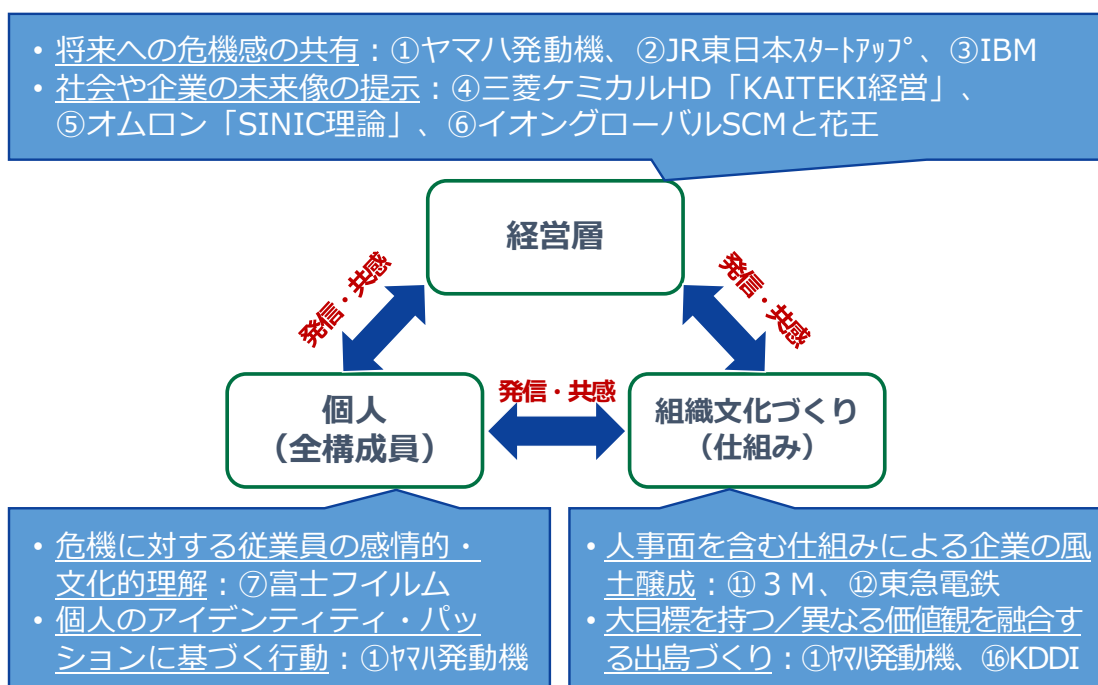 • 将来への危機感の共有：①ヤマハ発動機、②JR東日本ｽﾀｰﾄｱｯﾌﾟ、③IBM
• 社会や企業の未来像の提示：④三菱ケミカルHD「KAITEKI経営」、
⑤オムロン「SINIC理論」、⑥イオングローバルSCMと花王
経営層
発信・共感
発信・共感
発信・共感
個人
（全構成員）
組織文化づくり
（仕組み）
• 危機に対する従業員の感情的・
文化的理解：⑦富士フイルム
• 個人のアイデンティティ・パッ
ションに基づく行動：①ﾔﾏﾊ発動機
• 人事面を含む仕組みによる企業の風
土醸成：⑪３Ｍ、⑫東急電鉄
• 大目標を持つ／異なる価値観を融合す
る出島づくり：①ﾔﾏﾊ発動機、⑯KDDI